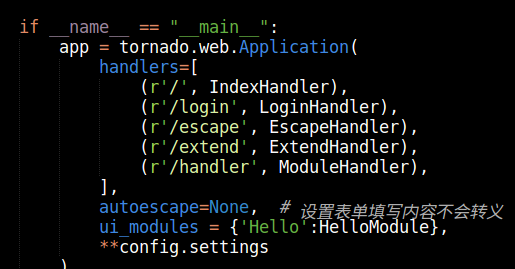 if __name__ == "__main__":
    app = tornado.web.Application(
        handlers=[
            (r'/', IndexHandler),
            (r'/login', LoginHandler),
            (r'/escape', EscapeHandler),
            (r'/extend', ExtendHandler),
            (r'/handler', ModuleHandler),
        ],
        autoescape=None,  # 设置表单填写内容不会转义
        ui_modules = {'Hello':HelloModule},
        **config.settings
    )